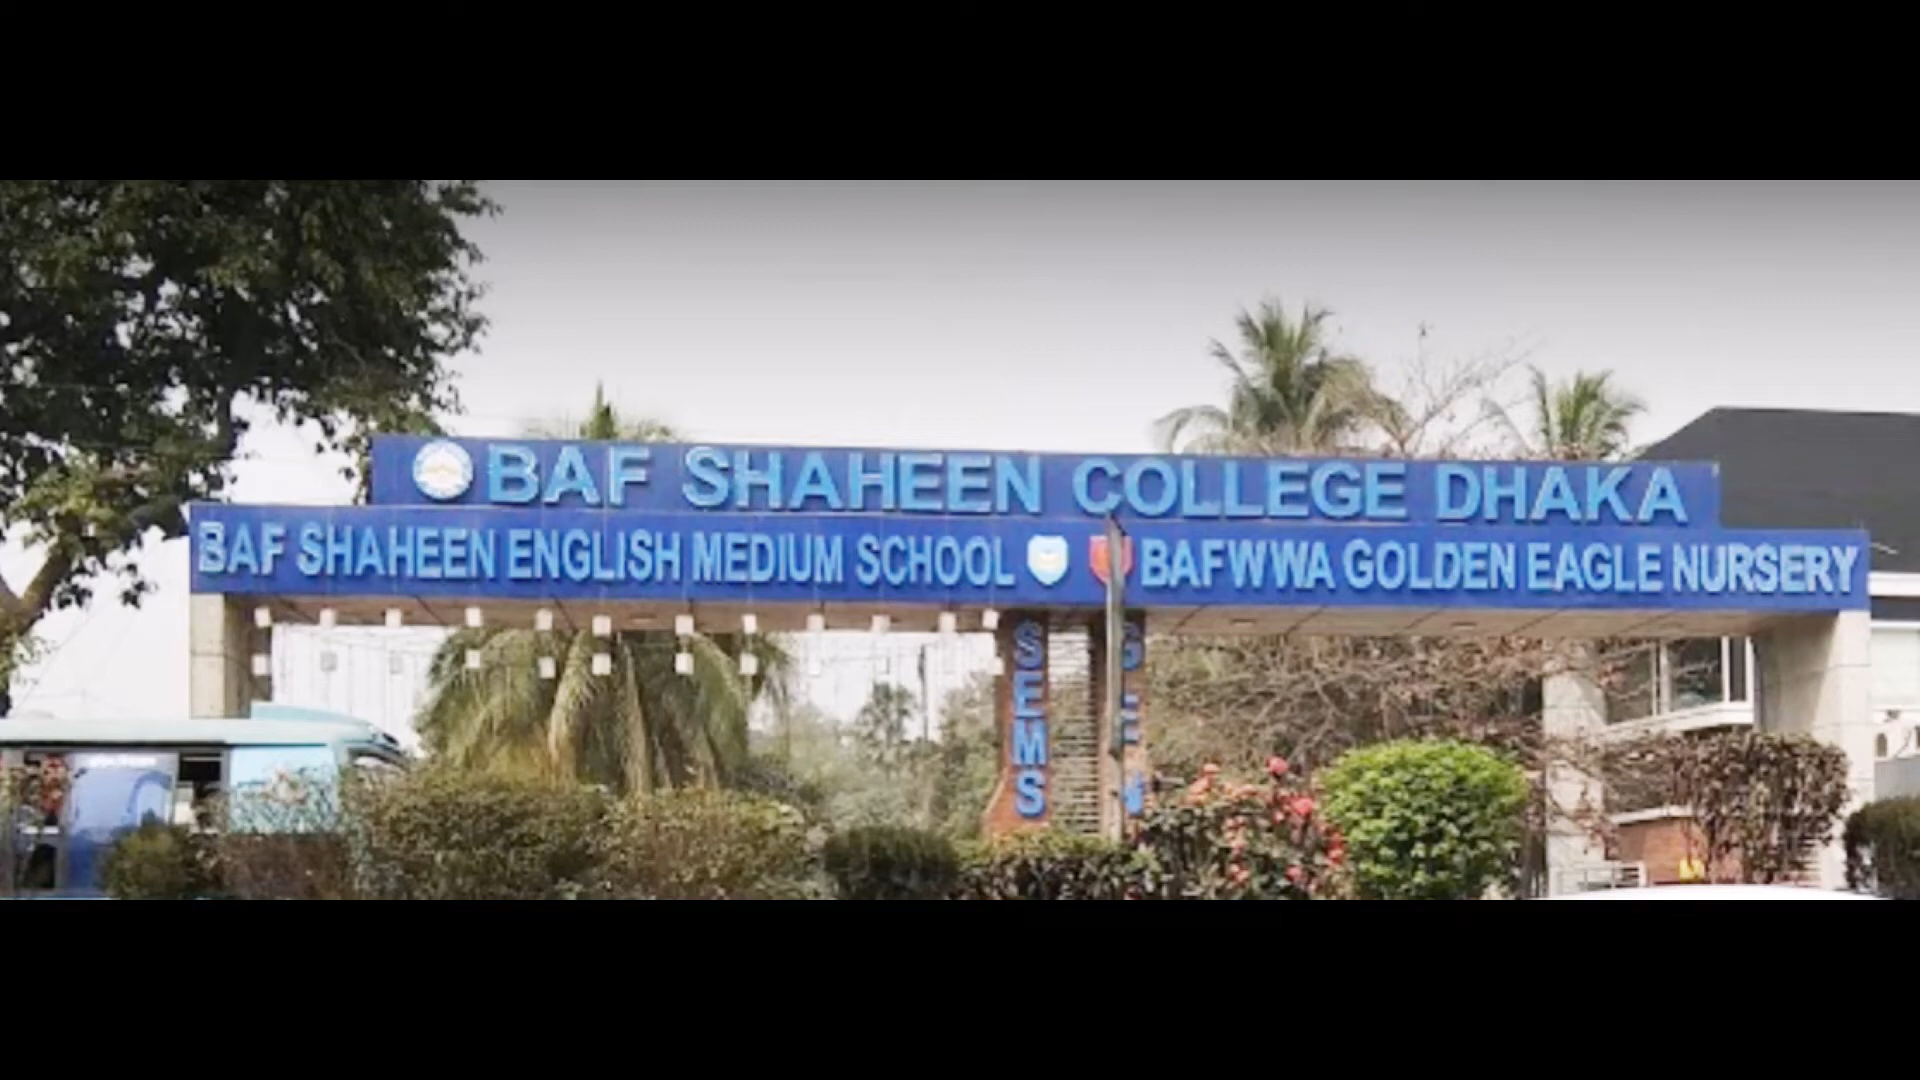 BAF SHAHEEN COLLEGE DHAKA
BAF SHAHEEN ENGLISH MEDIUM SCHOOL
BAFWWA GOLDEN EAGLE NURSERY
SEMS